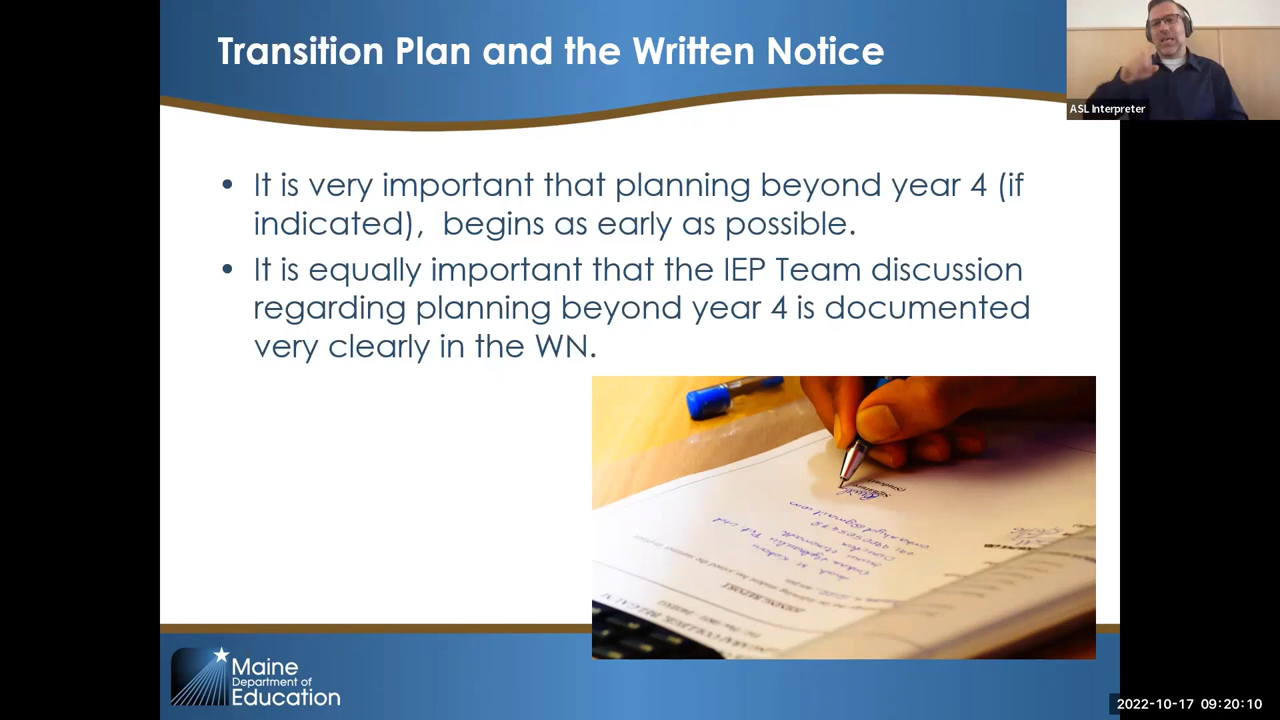 Transition Plan and the Written Notice
ASL Interpreter
• It is very important that planning beyond year 4 (if
indicated),  begins as early as possible.
• It is equally important that the IEP Team discussion
regarding planning beyond year 4 is documented
very clearly in the WN.
Maine
Department of
Education
2022-10-17 09:20:10